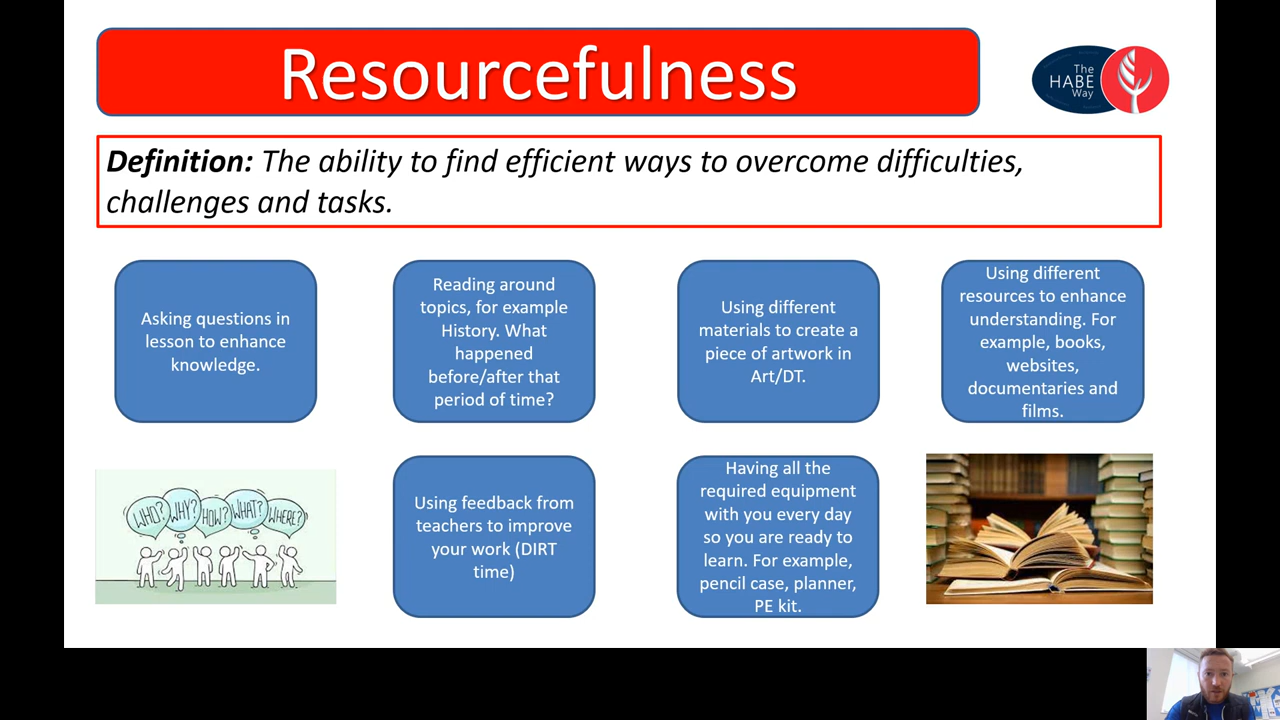 Resourcefulness
The
HABE
Way
Definition: The ability to find efficient ways to overcome difficulties,
challenges and tasks.
Asking questions in
lesson to enhance
knowledge.
Reading around
topics, for example
History. What
happened
before/after that
period of time?
Using different
materials to create a
piece of artwork in
Art/DT.
Using different
resources to enhance
understanding. For
example, books,
websites,
documentaries and
films.
WHO?
WHY?
HOW?
WHAT?
WHERE?
Using feedback from
teachers to improve
your work (DIRT
time)
Having all the
required equipment
with you every day
so you are ready to
learn. For example,
pencil case, planner,
PE kit.